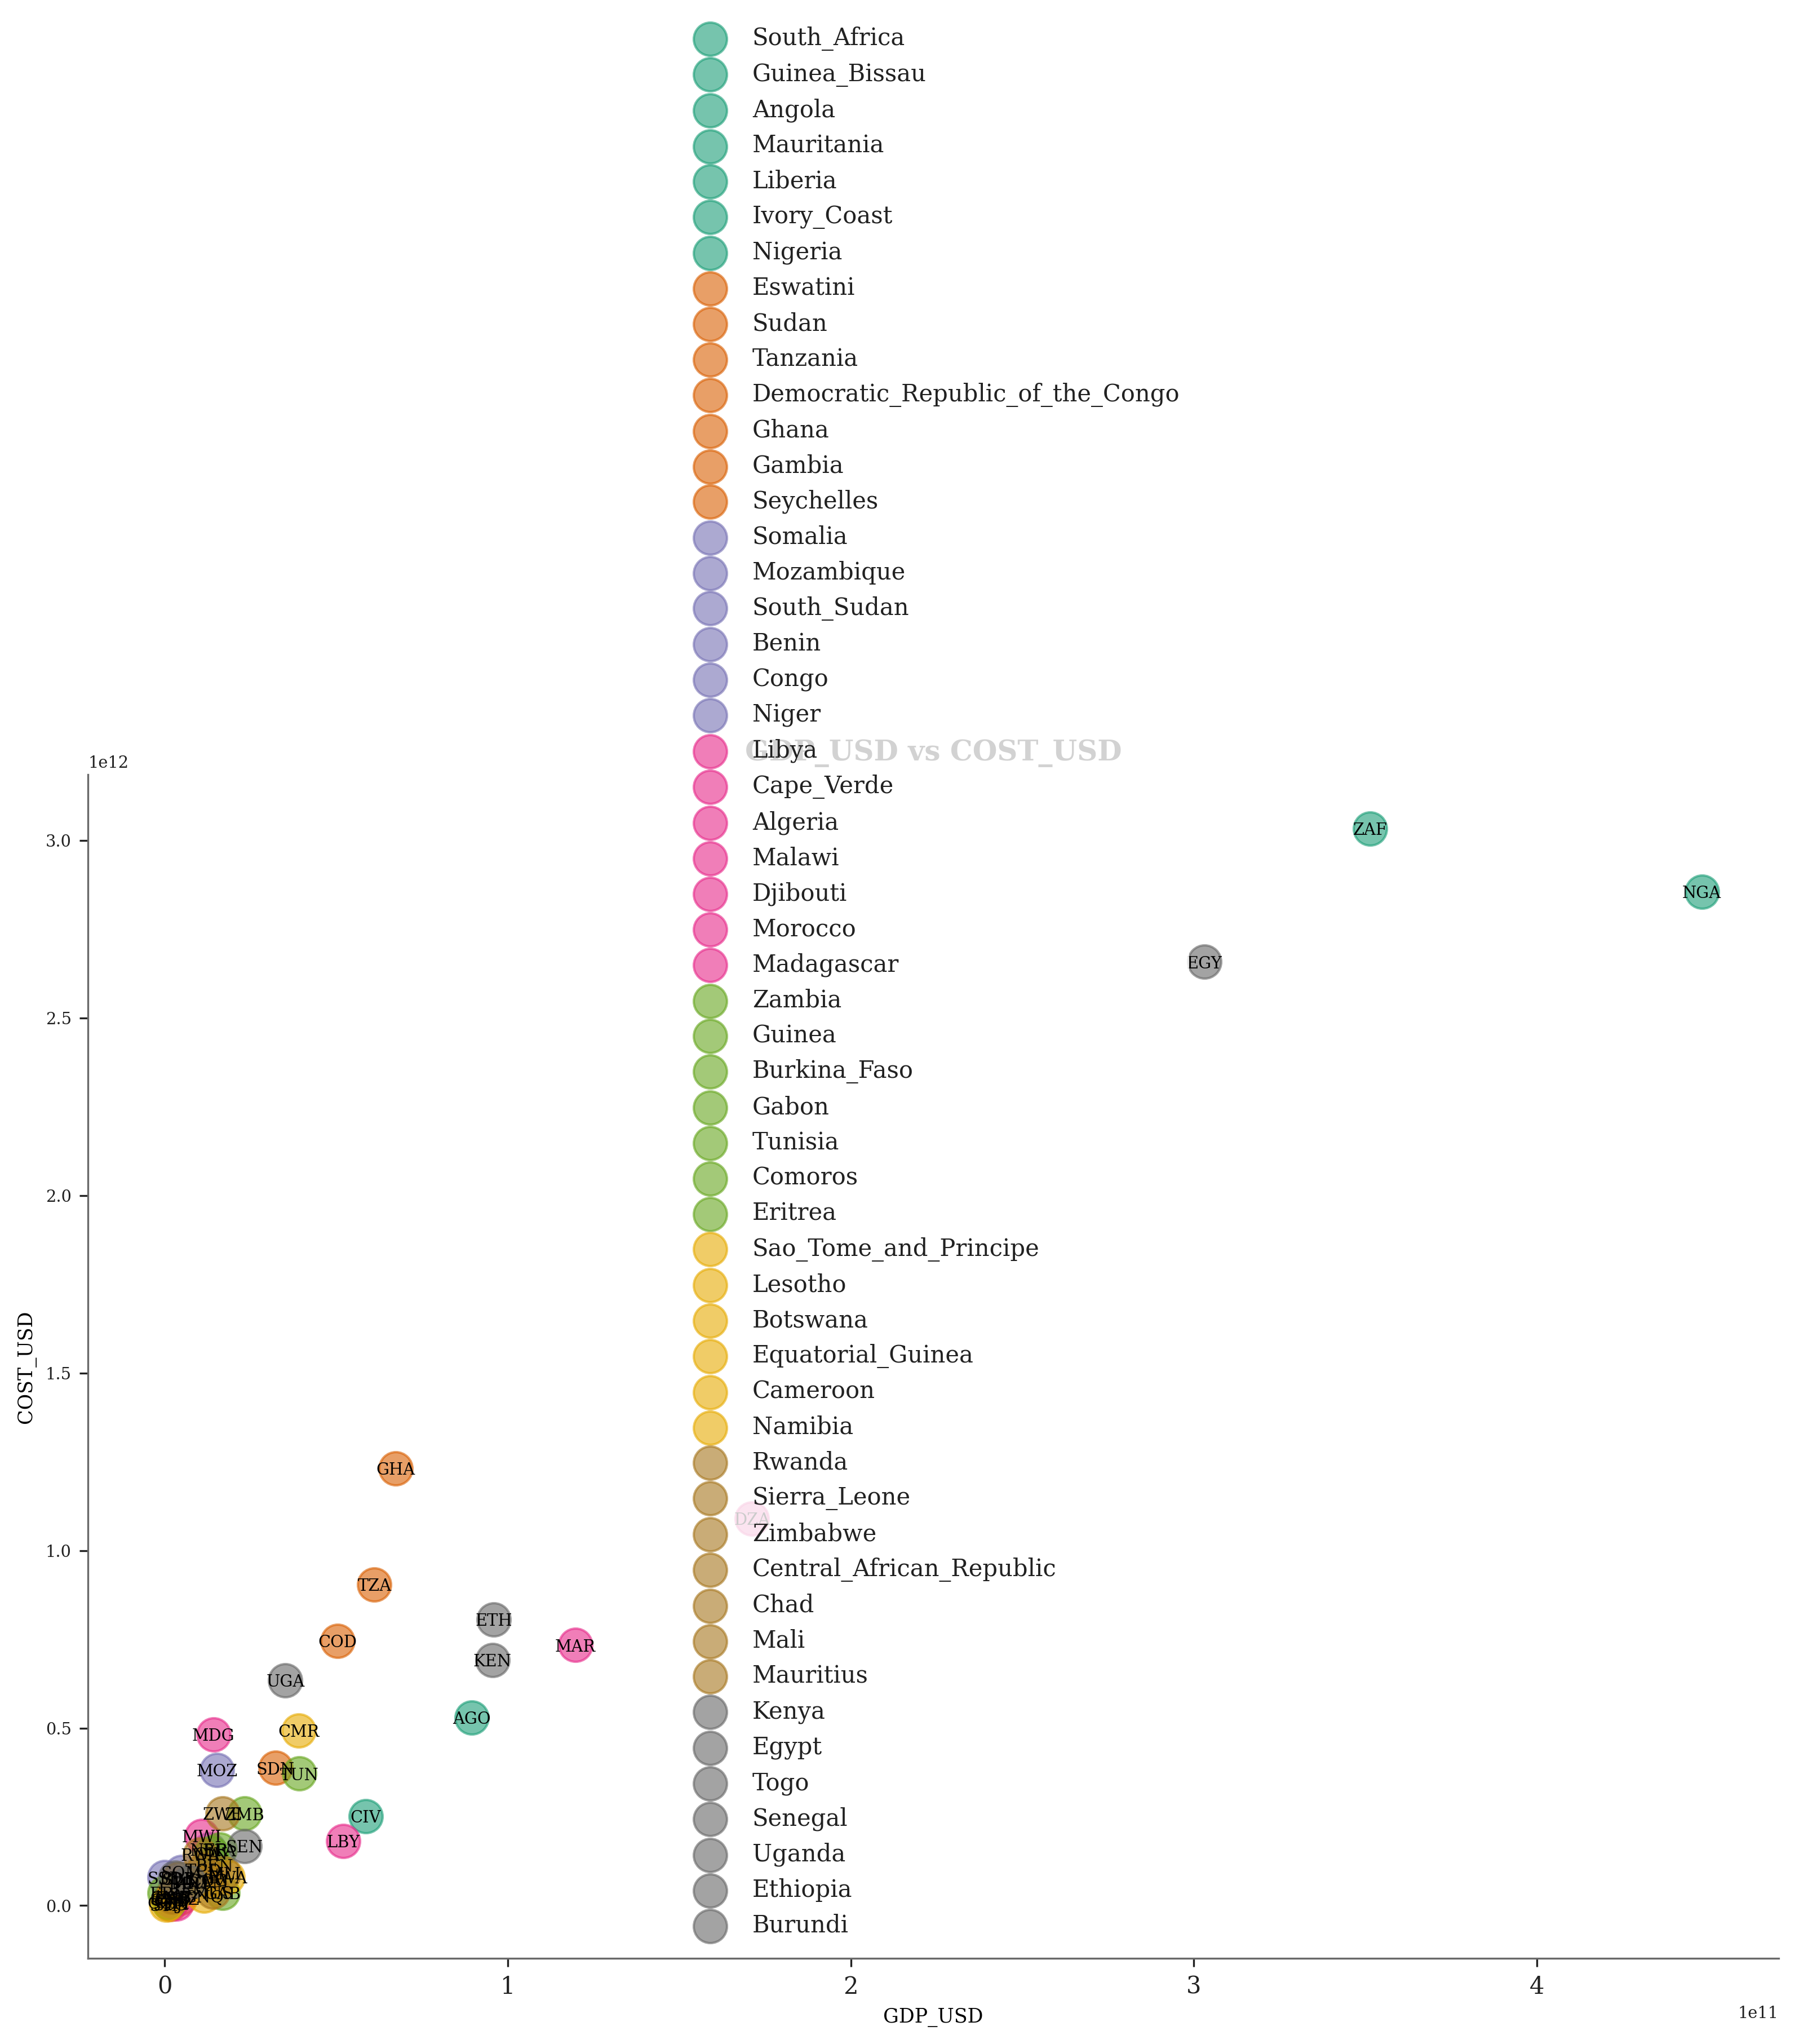 South_Africa
Guinea_Bissau
Angola
Mauritania
Liberia
Ivory_Coast
Nigeria
Eswatini
Sudan
Tanzania
Democratic_Republic_of_the_Congo
Ghana
Gambia
Seychelles
Somalia
Mozambique
South_Sudan
Benin
Congo
Niger
Libya
GDP_USD vs COST_USD
1e12
Cape_Verde
Algeria
3.0
ZAF
Malawi
Djibouti
NGA
Morocco
Madagascar
EGY
Zambia
2.5
Guinea
Burkina_Faso
Gabon
Tunisia
Comoros
2.0
Eritrea
Sao_Tome_and_Principe
Lesotho
Botswana
Equatorial_Guinea
COST_USD
1.5
Cameroon
Namibia
Rwanda
GHA
Sierra_Leone
DZA
Zimbabwe
1.0
Central_African_Republic
TZA
Chad
ETH
Mali
COD
MAR
KEN
Mauritius
UGA
Kenya
AGO
0.5
CMR
MDG
Egypt
SDN
TUN
MOZ
Togo
ZMB
CIV
Senegal
MWI
LBY
SEN
Uganda
Ethiopia
0.0
Burundi
0 1 2 3 4
1e11
GDP_USD